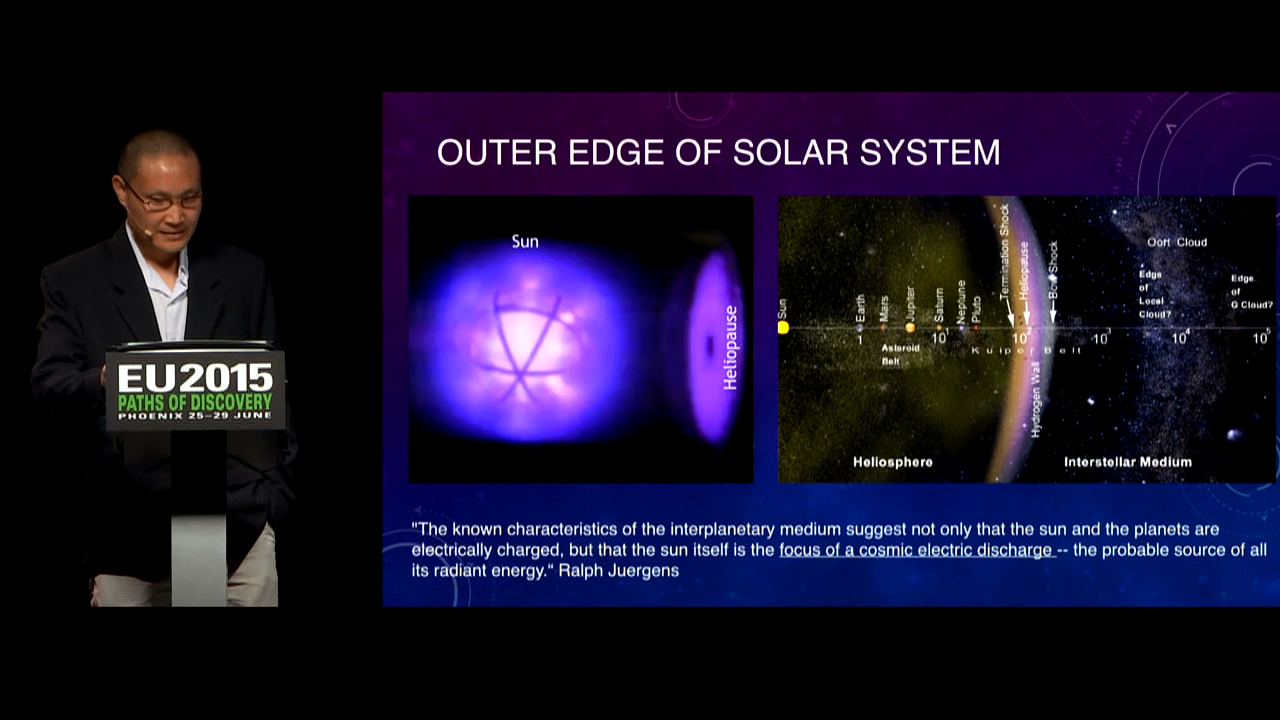 OUTER EDGE OF SOLAR SYSTEM
Sun
Heliopause
Sun
Earth
Mars
Jupiter
Saturn
Neptune
Pluto
Termination Shock
Heliopause
Bow Shock
Oort Cloud
Edge
of
Local
Cloud?
Edge
of
G Cloud?
1
10
10²
10³
10⁴
10⁵
Asteroid
Belt
Kuiper Belt
Hydrogen Wall
Heliosphere
Interstellar Medium
"The known characteristics of the interplanetary medium suggest not only that the sun and the planets are
electrically charged, but that the sun itself is the focus of a cosmic electric discharge -- the probable source of all
its radiant energy.“ Ralph Juergens
EU2015
PATHS OF DISCOVERY
PHOENIX 25–29 JUNE